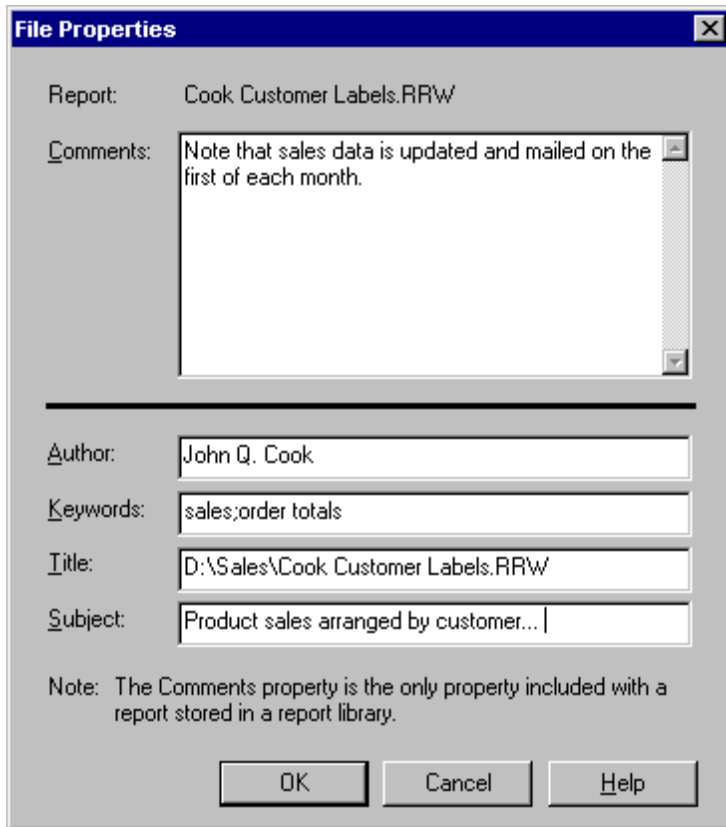 File Properties
Report: Cook Customer Labels.RRW
Comments: Note that sales data is updated and mailed on the
first of each month.
Author: John Q. Cook
Keywords: sales;order totals
Title: D:\Sales\Cook Customer Labels.RRW
Subject: Product sales arranged by customer...
Note: The Comments property is the only property included with a
report stored in a report library.
OK Cancel Help